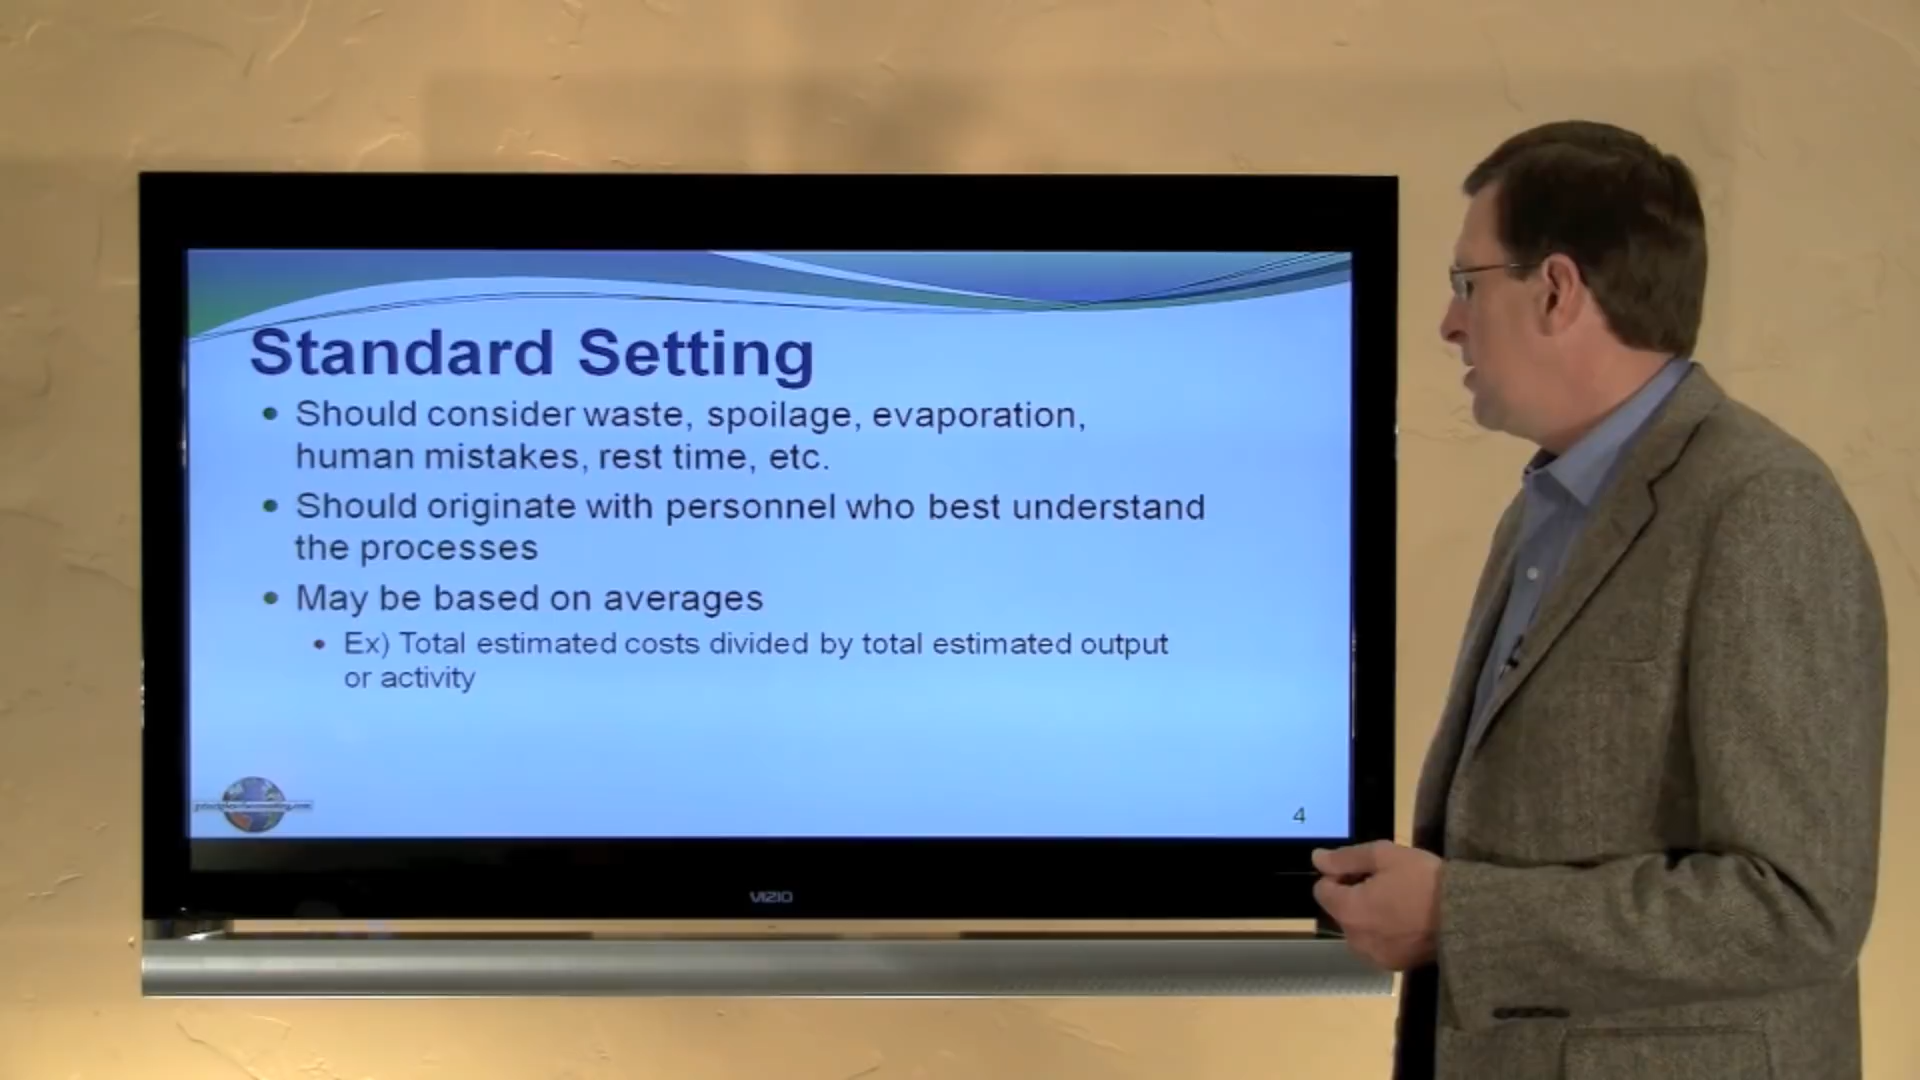 Standard Setting
• Should consider waste, spoilage, evaporation,
human mistakes, rest time, etc.
• Should originate with personnel who best understand
the processes
• May be based on averages
• Ex) Total estimated costs divided by total estimated output
or activity
principlesofaccounting.com
4
VIZIO